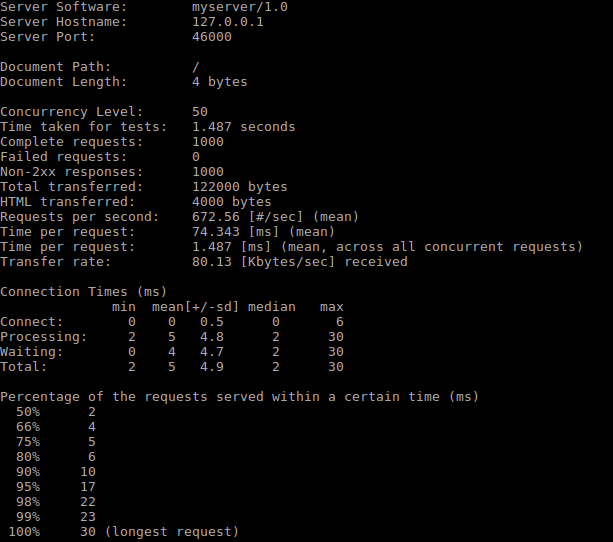 Server Software:        myserver/1.0
Server Hostname:        127.0.0.1
Server Port:            46000
Document Path:          /
Document Length:        4 bytes
Concurrency Level:      50
Time taken for tests:   1.487 seconds
Complete requests:      1000
Failed requests:        0
Non-2xx responses:      1000
Total transferred:      122000 bytes
HTML transferred:       4000 bytes
Requests per second:    672.56 [#/sec] (mean)
Time per request:       74.343 [ms] (mean)
Time per request:       1.487 [ms] (mean, across all concurrent requests)
Transfer rate:          80.13 [Kbytes/sec] received
Connection Times (ms)
              min  mean[+/-sd] median   max
Connect:        0    0   0.5      0       6
Processing:     2    5   4.8      2      30
Waiting:        0    4   4.7      2      30
Total:          2    5   4.9      2      30
Percentage of the requests served within a certain time (ms)
  50%      2
  66%      4
  75%      5
  80%      6
  90%     10
  95%     17
  98%     22
  99%     23
 100%     30 (longest request)